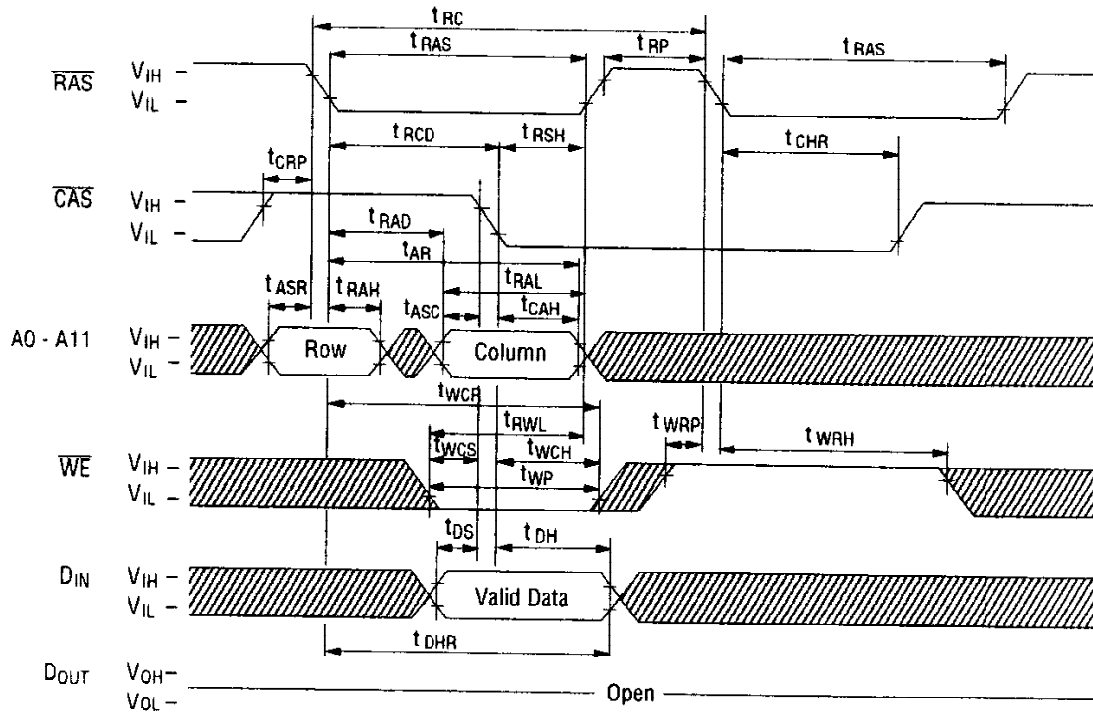 tRC
tRAS tRP tRAS
RAS VIH
VIL
tRCD tRSH tCHR
tCRP
CAS VIH
VIL
tRAD
tAR
tRAL
tASR tRAH tASC tCAH
A0 - A11 VIH
VIL
Row Column
tWCR
tRWL tWRP tWRH
tWCS tWCH
WE VIH
VIL
tWP
tDS tDH
DIN VIH
VIL
Valid Data
tDHR
DOUT VOH
VOL
Open